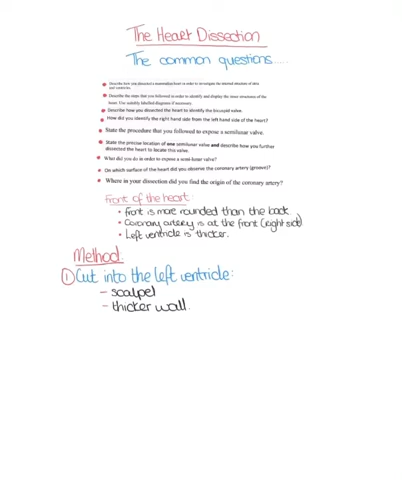 The Heart Dissection
The common questions.....
Describe how you dissected a mammalian heart in order to investigate the internal structure of atria
and ventricles.
Describe the steps that you followed in order to identify and display the inner structures of the
heart. Use suitably labelled diagrams if necessary.
Describe how you dissected the heart to identify the bicuspid valve.
How did you identify the right hand side from the left hand side of the heart?
State the procedure that you followed to expose a semilunar valve.
State the precise location of one semilunar valve and describe how you further
dissected the heart to locate this valve.
What did you do in order to expose a semi-lunar valve?
On which surface of the heart did you observe the coronary artery (groove)?
Where in your dissection did you find the origin of the coronary artery?
Front of the heart
• Front is more rounded than the back
• Coronary artery is at the front (right side)
• Left ventricle is thicker.
Method:
① Cut into the left ventricle:
- scalpel
- thicker wall.